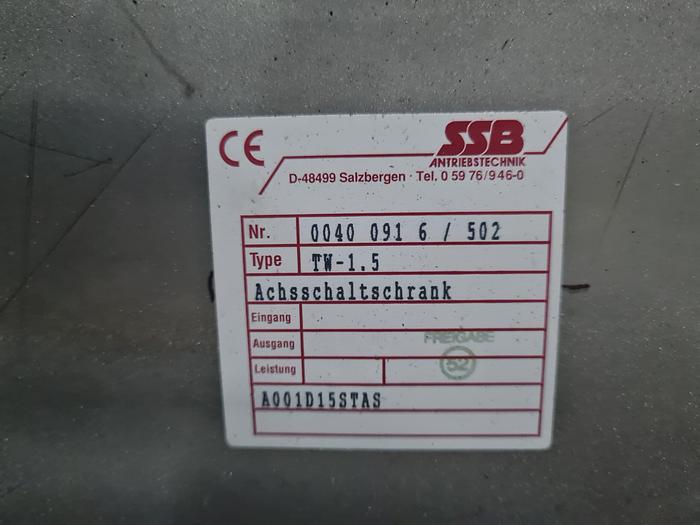 CE
SSB
ANTRIEBSTECHNIK
D-48499 Salzbergen · Tel. 0 59 76/9 46-0
Nr. 0040 091 6 / 502
Type TW-1.5
Achsschaltschrank
Eingang
Ausgang
FREIGABE
52
Leistung
A001D15STAS